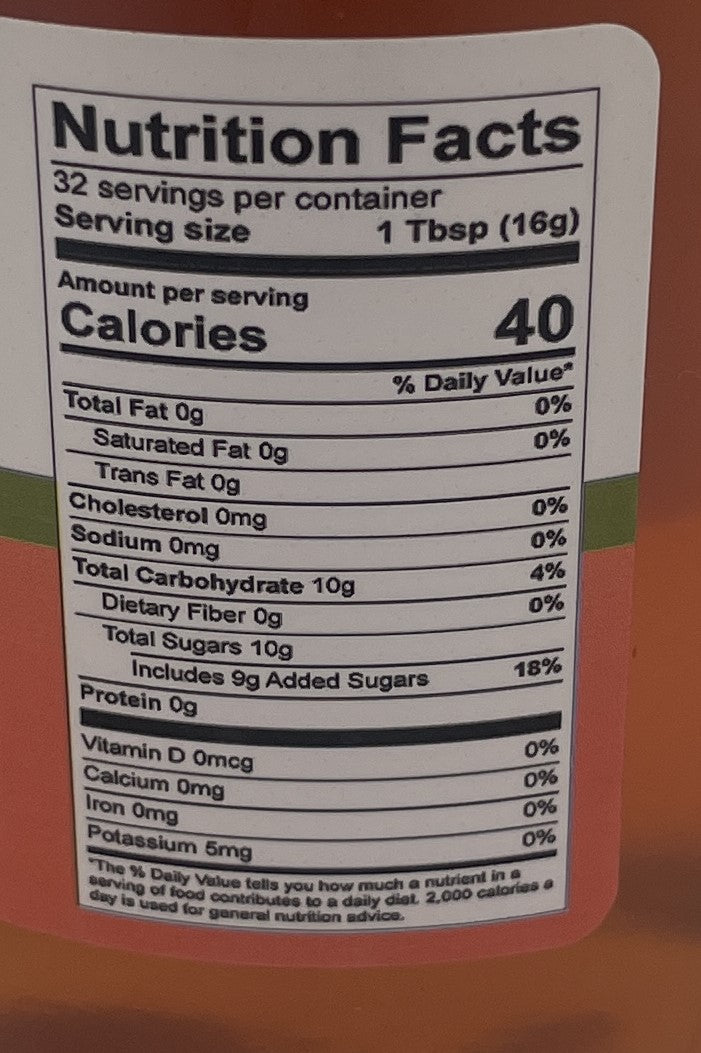 Nutrition Facts
32 servings per container
Serving size 1 Tbsp (16g)
Amount per serving
Calories 40
% Daily Value*
Total Fat 0g 0%
Saturated Fat 0g 0%
Trans Fat 0g
Cholesterol 0mg 0%
Sodium 0mg 0%
Total Carbohydrate 10g 4%
Dietary Fiber 0g 0%
Total Sugars 10g
Includes 9g Added Sugars 18%
Protein 0g
Vitamin D 0mcg 0%
Calcium 0mg 0%
Iron 0mg 0%
Potassium 5mg 0%
*The % Daily Value tells you how much a nutrient in a
serving of food contributes to a daily diet. 2,000 calories a
day is used for general nutrition advice.